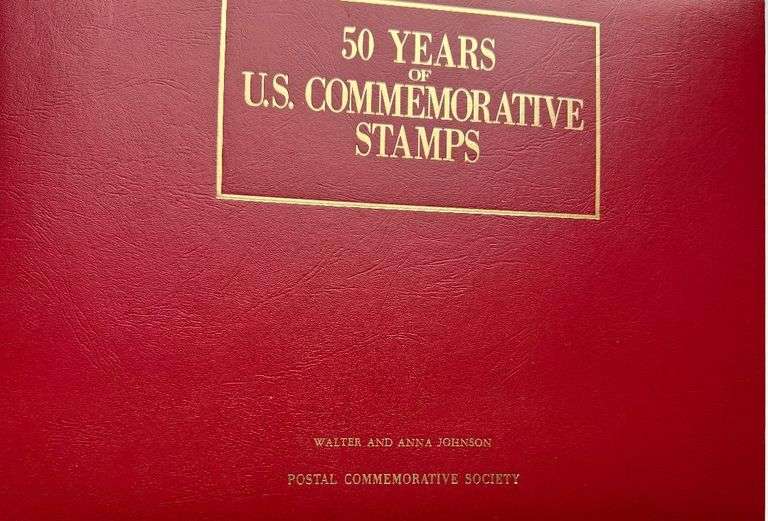 50 YEARS
OF
U.S. COMMEMORATIVE
STAMPS
WALTER AND ANNA JOHNSON
POSTAL COMMEMORATIVE SOCIETY